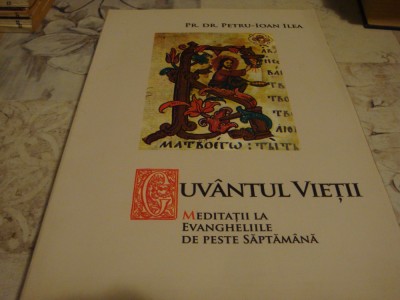 Pr. Dr. Petru-Ioan Ilea
Cuvântul Vieții
Meditații la
Evangheliile
de peste Săptămână